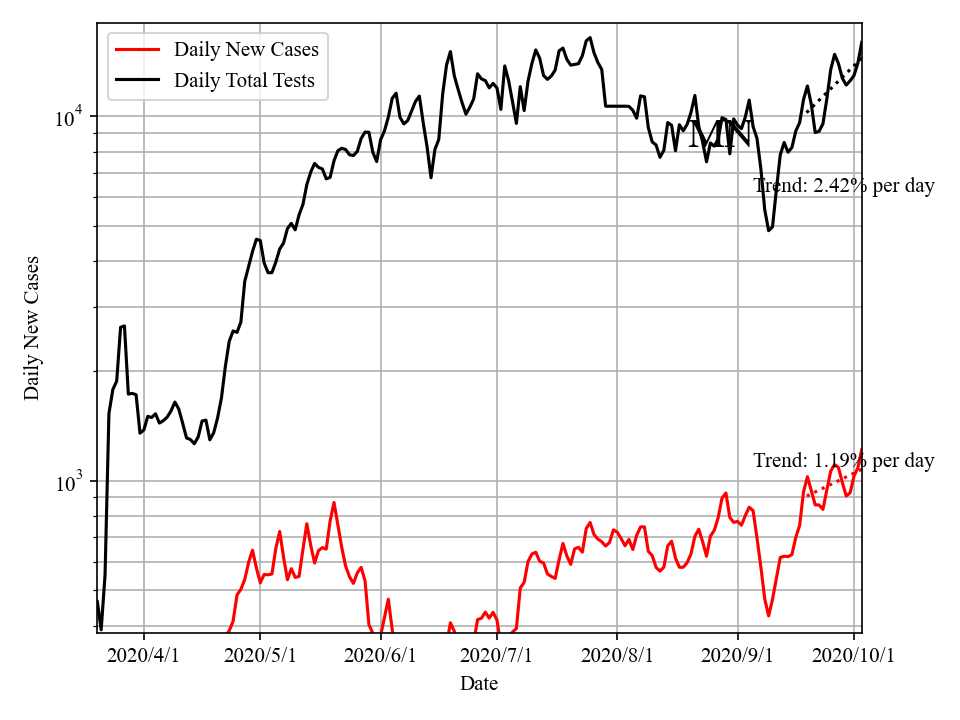 Daily New Cases
Daily Total Tests
10^4
MN
Trend: 2.42% per day
Daily New Cases
Trend: 1.19% per day
10^3
2020/4/1 2020/5/1 2020/6/1 2020/7/1 2020/8/1 2020/9/1 2020/10/1
Date